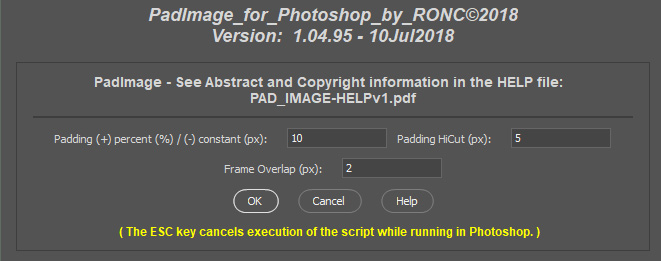 PadImage_for_Photoshop_by_RONC©2018
Version: 1.04.95 - 10Jul2018
PadImage - See Abstract and Copyright information in the HELP file:
PAD_IMAGE-HELPv1.pdf
Padding (+) percent (%) / (-) constant (px): 10 Padding HiCut (px): 5
Frame Overlap (px): 2
OK Cancel Help
( The ESC key cancels execution of the script while running in Photoshop. )